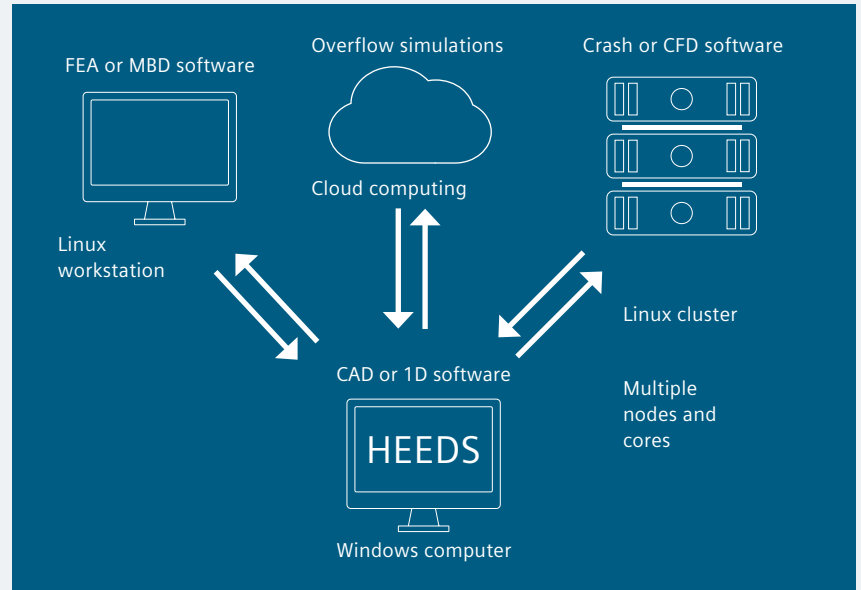 FEA or MBD software
Overflow simulations
Crash or CFD software
Cloud computing
Linux
workstation
Linux cluster
Multiple
nodes and
cores
CAD or 1D software
HEEDS
Windows computer